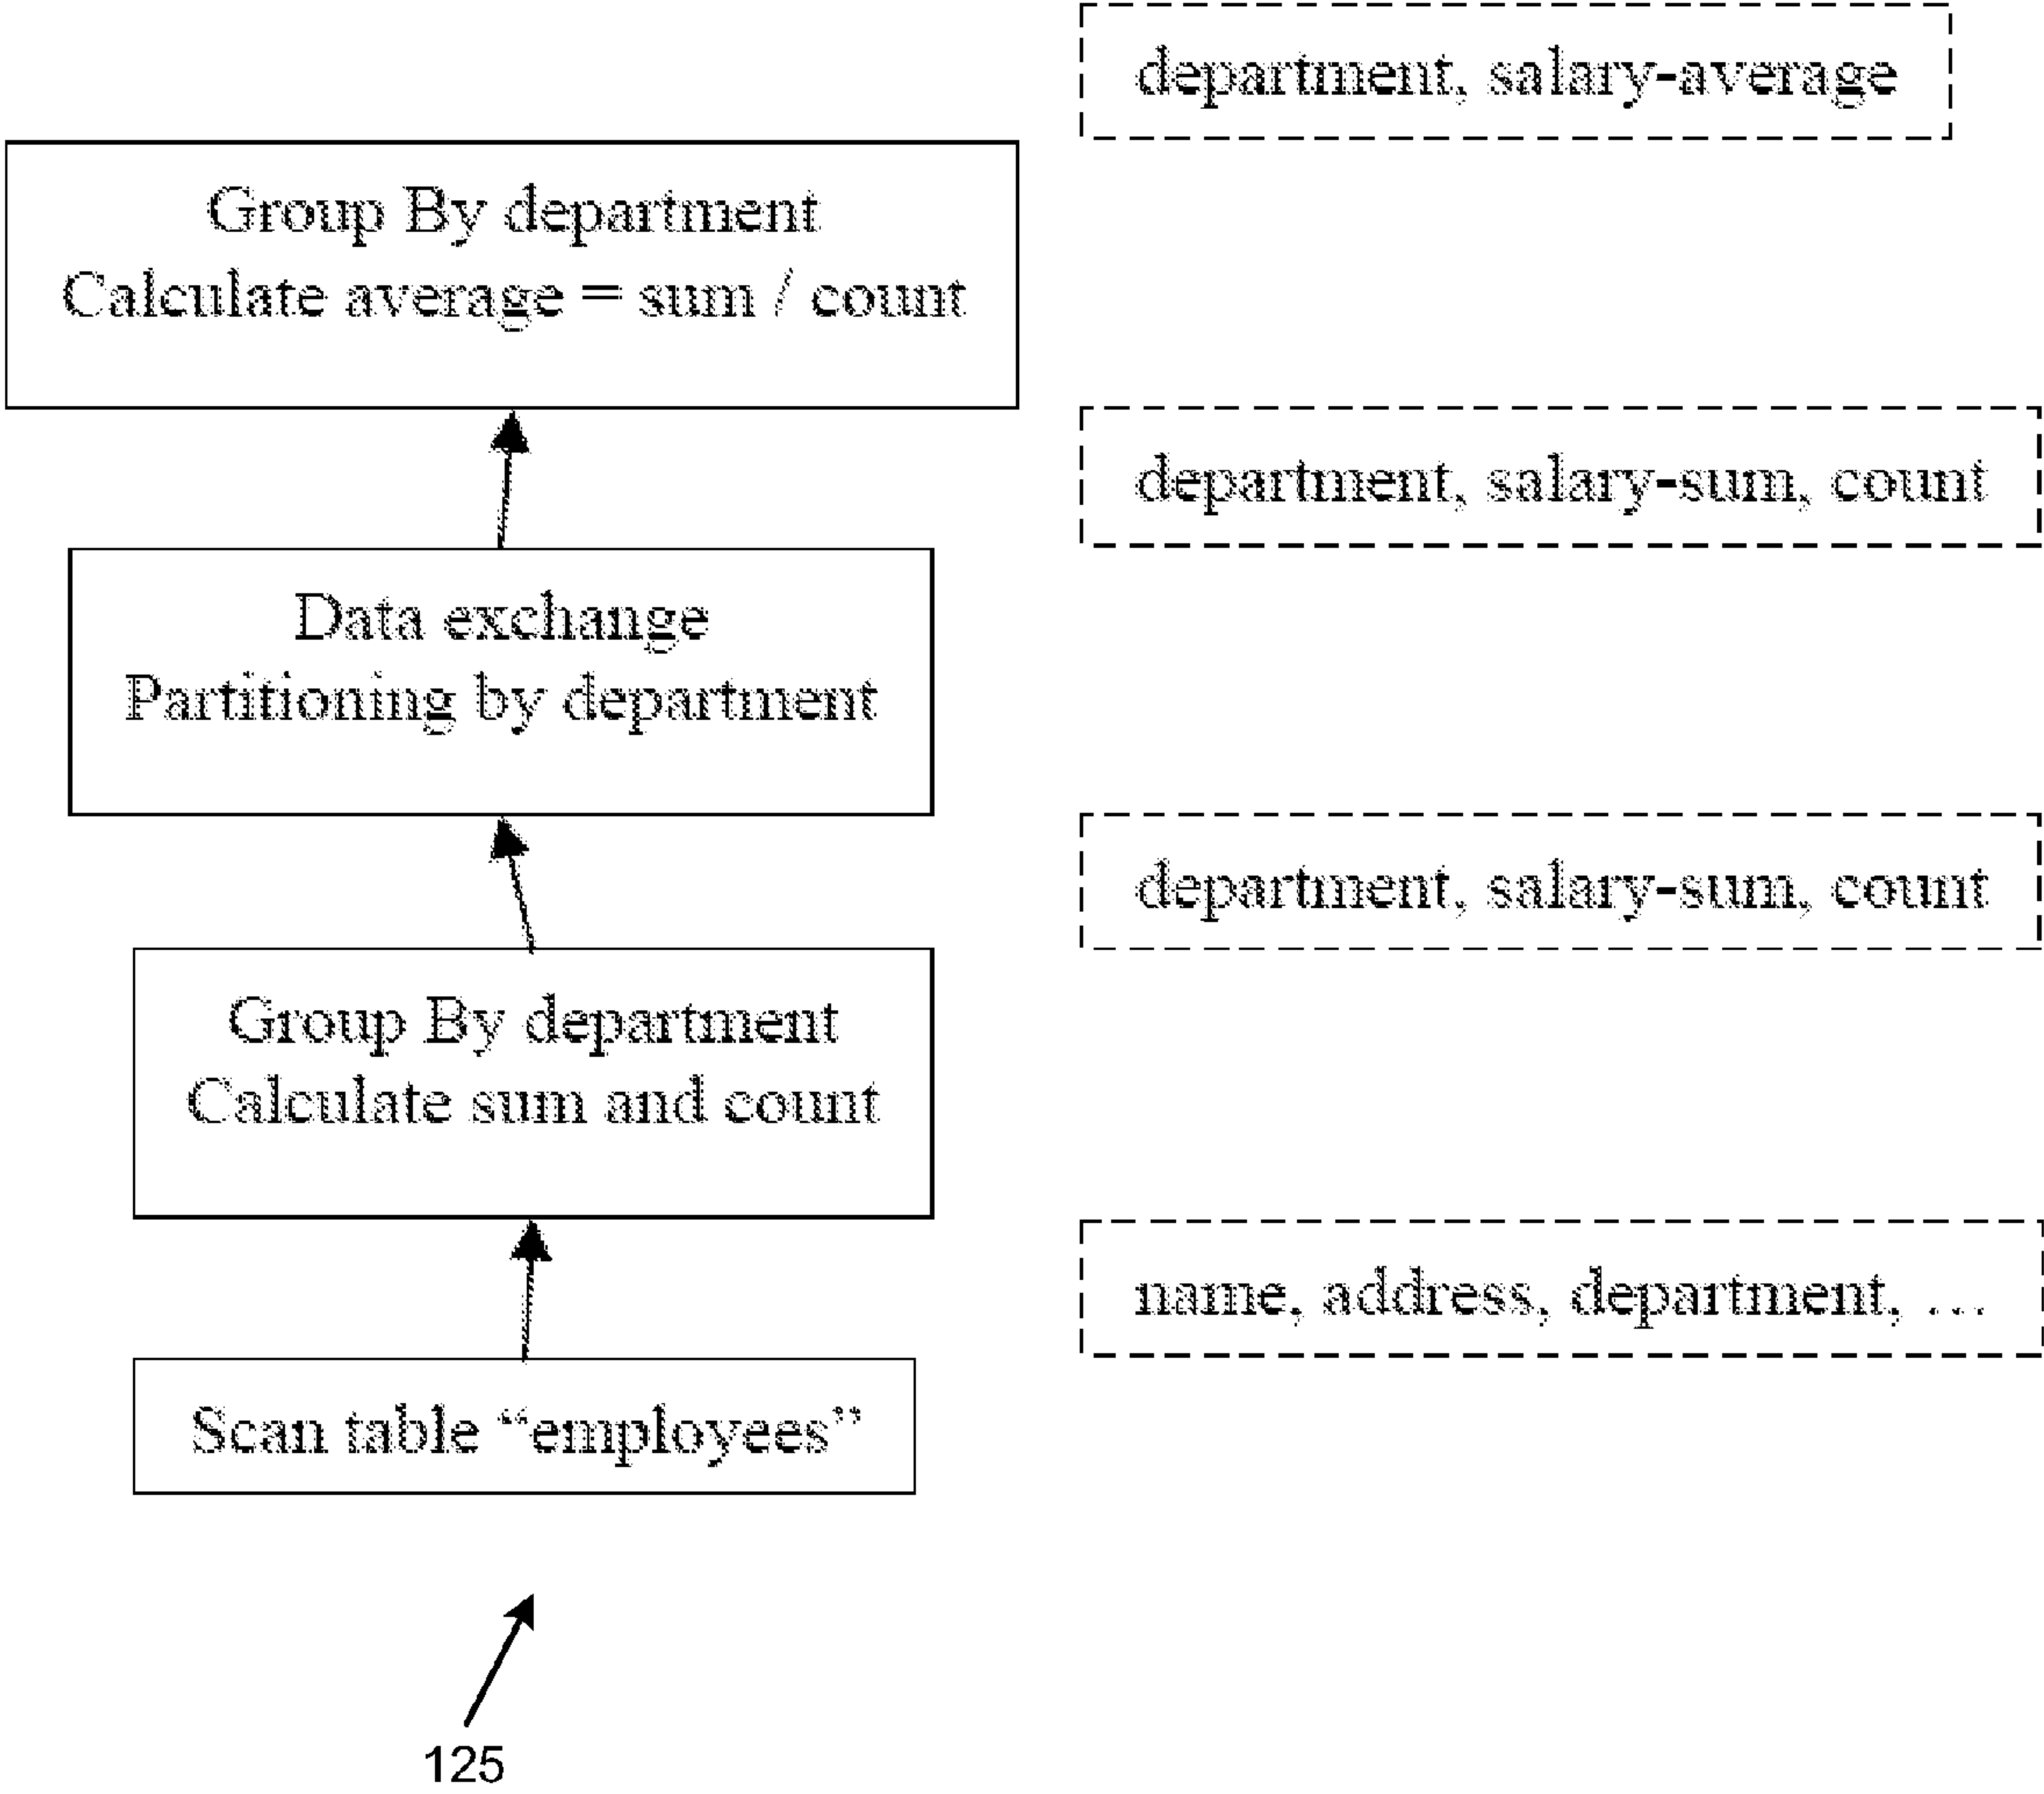 department, salary-average
Group By department
Calculate average = sum / count
department, salary-sum, count
Data exchange
Partitioning by department
department, salary-sum, count
Group By department
Calculate sum and count
name, address, department, ...
Scan table “employees”
125